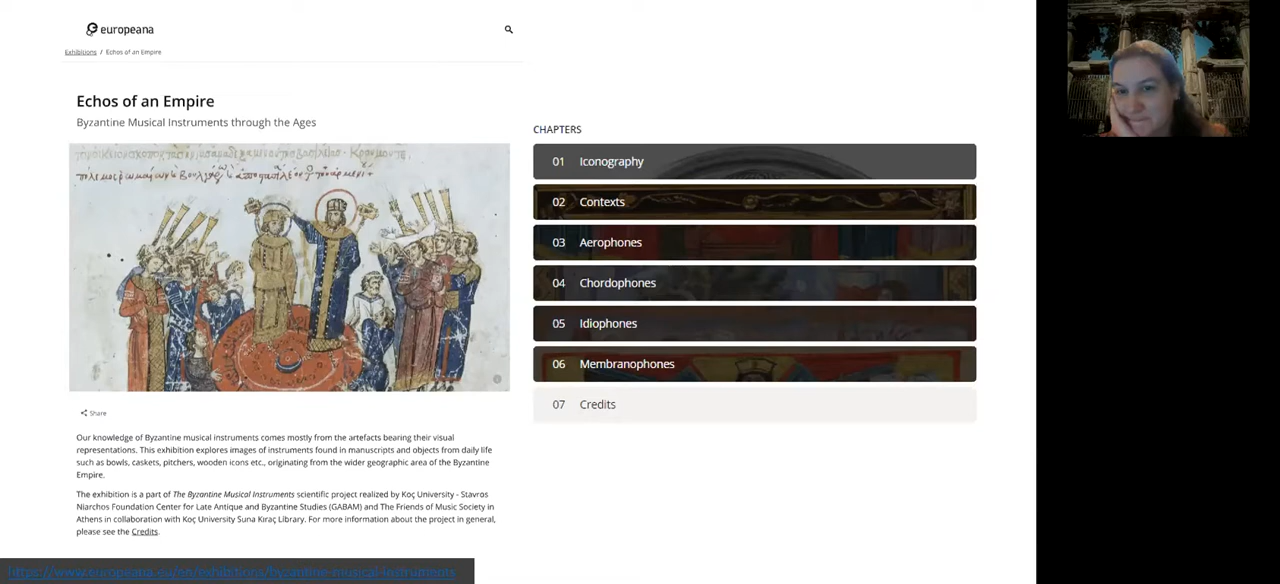 europeana
Exhibitions / Echos of an Empire
Echos of an Empire
Byzantine Musical Instruments through the Ages
Share
Our knowledge of Byzantine musical instruments comes mostly from the artefacts bearing their visual
representations. This exhibition explores images of instruments found in manuscripts and objects from daily life
such as bowls, caskets, pitchers, wooden icons etc., originating from the wider geographic area of the Byzantine
Empire.
The exhibition is a part of The Byzantine Musical Instruments scientific project realized by Koç University - Stavros
Niarchos Foundation Center for Late Antique and Byzantine Studies (GABAM) and The Friends of Music Society in
Athens in collaboration with Koç University Suna Kıraç Library. For more information about the project in general,
please see the Credits.
CHAPTERS
01 Iconography
02 Contexts
03 Aerophones
04 Chordophones
05 Idiophones
06 Membranophones
07 Credits
https://www.europeana.eu/en/exhibitions/byzantine-musical-instruments